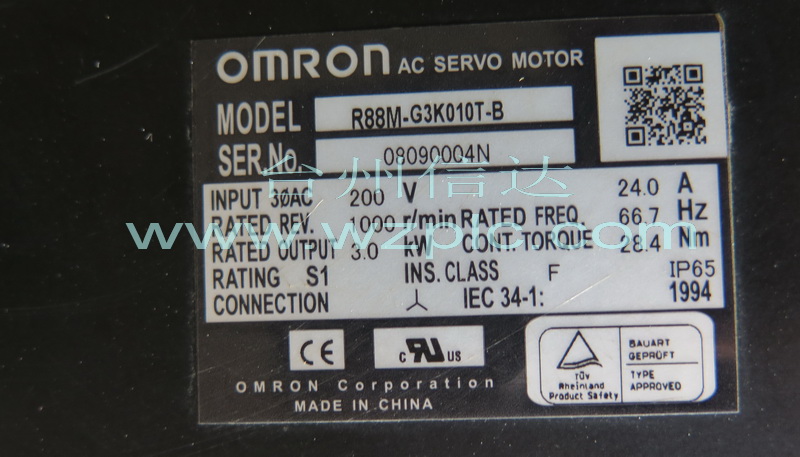 OMRON AC SERVO MOTOR
MODEL R88M-G3K010T-B
SER.No. 08090004N
台州信达
INPUT 3ØAC 200 V 24.0 A
RATED REV. 1000 r/min RATED FREQ. 66.7 Hz
www.wzplc.com
RATED OUTPUT 3.0 kW CONT. TORQUE 28.4 Nm
RATING S1 INS. CLASS F IP65
CONNECTION IEC 34-1: 1994
CE c RU US
TÜV
Rheinland
Product Safety
BAUART
GEPRÜFT
TYPE
APPROVED
OMRON Corporation
MADE IN CHINA